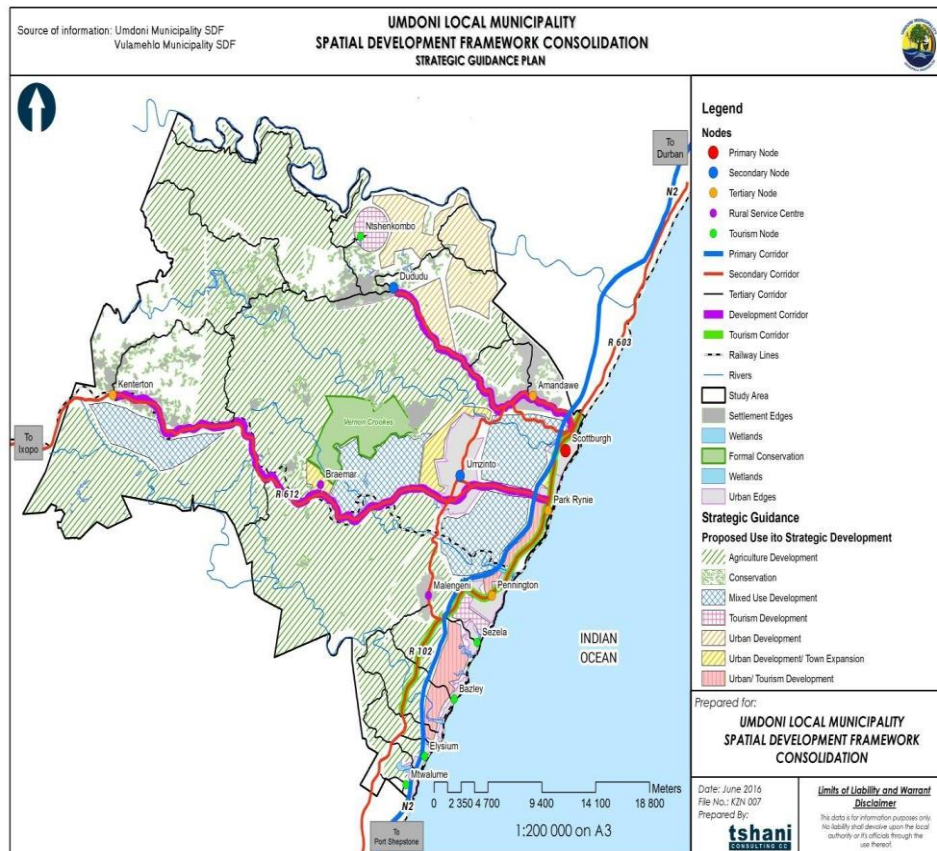 Source of information: Umdoni Municipality SDF
Vulamehlo Municipality SDF
UMDONI LOCAL MUNICIPALITY
SPATIAL DEVELOPMENT FRAMEWORK CONSOLIDATION
STRATEGIC GUIDANCE PLAN
To
Durban
N2
R 603
Ntshenkombo
Dududu
Amandawe
Kenterton
Scottburgh
To
Ixopo
Vernon Crookes
Umzinto
Braemar
R 612
Park Rynie
Malengeni
Pennington
Sezela
R 102
INDIAN
OCEAN
Bazley
Elysium
Mtwalume
N2
To
Port Shepstone
Meters
0 2 350 4 700 9 400 14 100 18 800
1:200 000 on A3
Legend
Nodes
Primary Node
Secondary Node
Tertiary Node
Rural Service Centre
Tourism Node
Primary Corridor
Secondary Corridor
Tertiary Corridor
Development Corridor
Tourism Corridor
Railway Lines
Rivers
Study Area
Settlement Edges
Wetlands
Formal Conservation
Wetlands
Urban Edges
Strategic Guidance
Proposed Use ito Strategic Development
Agriculture Development
Conservation
Mixed Use Development
Tourism Development
Urban Development
Urban Development/ Town Expansion
Urban/ Tourism Development
Prepared for:
UMDONI LOCAL MUNICIPALITY
SPATIAL DEVELOPMENT FRAMEWORK
CONSOLIDATION
Date: June 2016
File No.: KZN 007
Prepared By:
tshani
CONSULTING CC
Limits of Liability and Warrant
Disclaimer
This data is for information purposes only.
No liability shall devolve upon the local
authority or it's officials through the
use thereof.